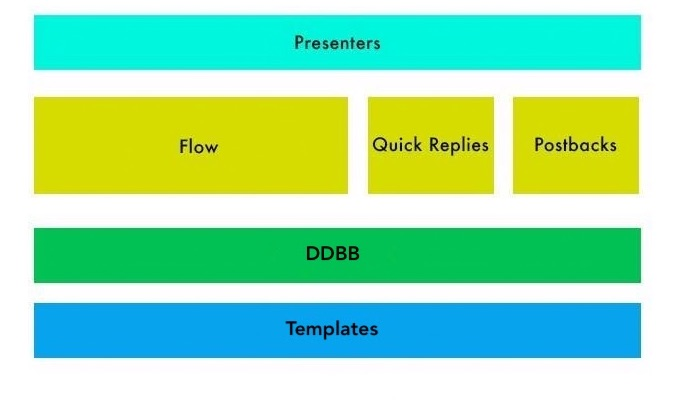 Presenters
Flow
Quick Replies
Postbacks
DDBB
Templates